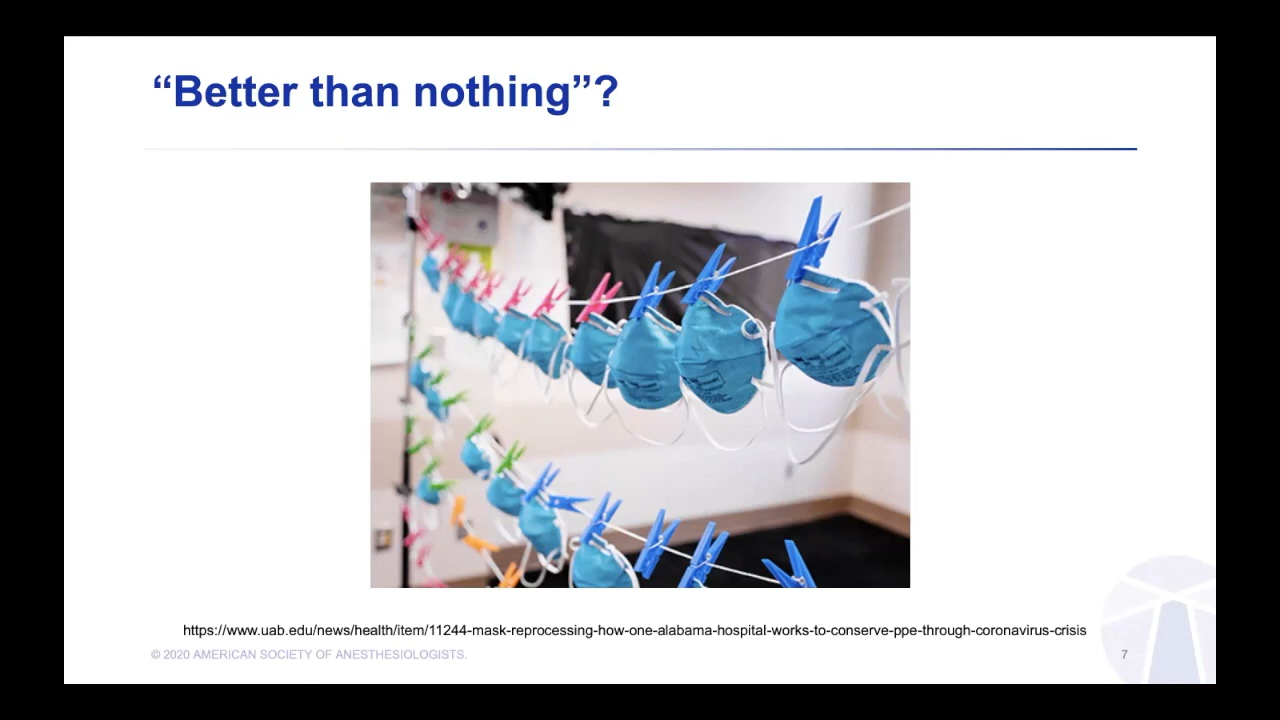 “Better than nothing”?
https://www.uab.edu/news/health/item/11244-mask-reprocessing-how-one-alabama-hospital-works-to-conserve-ppe-through-coronavirus-crisis
© 2020 AMERICAN SOCIETY OF ANESTHESIOLOGISTS.
7